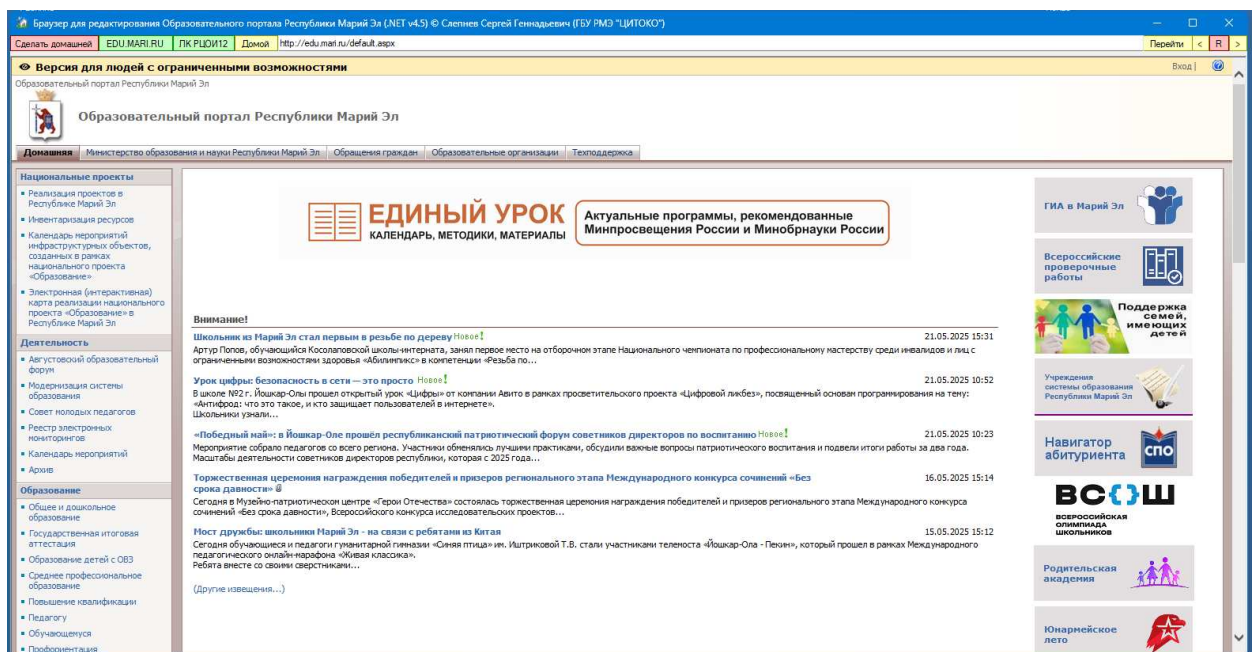 Браузер для редактирования Образовательного портала Республики Марий Эл (.NET v4.5) © Слепнев Сергей Геннадьевич (ГБУ РМЭ "ЦИТОКО")
Сделать домашней EDU.MARI.RU ПК РЦОИ12 Домой http://edu.mari.ru/default.aspx Перейти < R >
Версия для людей с ограниченными возможностями Вход |
Образовательный портал Республики Марий Эл
Образовательный портал Республики Марий Эл
Домашняя Министерство образования и науки Республики Марий Эл Обращения граждан Образовательные организации Техподдержка
Национальные проекты
Реализация проектов в
Республике Марий Эл
Инвентаризация ресурсов
Календарь мероприятий
инфраструктурных объектов,
созданных в рамках
национального проекта
«Образование»
Электронная (интерактивная)
карта реализации национального
проекта «Образование» в
Республике Марий Эл
Деятельность
Августовский образовательный
форум
Модернизация системы
образования
Совет молодых педагогов
Реестр электронных
мониторингов
Календарь мероприятий
Архив
Образование
Общее и дошкольное
образование
Государственная итоговая
аттестация
Образование детей с ОВЗ
Среднее профессиональное
образование
Повышение квалификации
Педагогу
Обучающемуся
Профориентация
ЕДИНЫЙ УРОК
КАЛЕНДАРЬ, МЕТОДИКИ, МАТЕРИАЛЫ
Актуальные программы, рекомендованные
Минпросвещения России и Минобрнауки России
Внимание!
Школьник из Марий Эл стал первым в резьбе по дереву Новое! 21.05.2025 15:31
Артур Попов, обучающийся Косолаповской школы-интерната, занял первое место на отборочном этапе Национального чемпионата по профессиональному мастерству среди инвалидов и лиц с
ограниченными возможностями здоровья «Абилимпикс» в компетенции «Резьба по...
Урок цифры: безопасность в сети — это просто Новое! 21.05.2025 10:52
В школе №2 г. Йошкар-Олы прошел открытый урок «Цифры» от компании Авито в рамках просветительского проекта «Цифровой ликбез», посвященный основам программирования на тему:
«Антифрод: что это такое, и кто защищает пользователей в интернете».
Школьники узнали...
«Победный май»: в Йошкар-Оле прошёл республиканский патриотический форум советников директоров по воспитанию Новое! 21.05.2025 10:23
Мероприятие собрало педагогов со всего региона. Участники обменялись лучшими практиками, обсудили важные вопросы патриотического воспитания и подвели итоги работы за два года.
Масштабы деятельности советников директоров республики, которая с 2025 года...
Торжественная церемония награждения победителей и призеров регионального этапа Международного конкурса сочинений «Без 16.05.2025 15:14
срока давности»
Сегодня в Музейно-патриотическом центре «Герои Отечества» состоялась торжественная церемония награждения победителей и призеров регионального этапа Международного конкурса
сочинений «Без срока давности», Всероссийского конкурса исследовательских проектов...
Мост дружбы: школьники Марий Эл - на связи с ребятами из Китая 15.05.2025 15:12
Сегодня обучающиеся и педагоги гуманитарной гимназии «Синяя птица» им. Иштриковой Т.В. стали участниками телемоста «Йошкар-Ола - Пекин», который прошел в рамках Международного
педагогического онлайн-марафона «Живая классика».
Ребята вместе со своими сверстниками...
(Другие извещения...)
ГИА в Марий Эл
Всероссийские
проверочные
работы
Поддержка
семей,
имеющих
детей
Учреждения
системы образования
Республики Марий Эл
Навигатор
абитуриента
СПО
ВС{}Ш
ВСЕРОССИЙСКАЯ
ОЛИМПИАДА
ШКОЛЬНИКОВ
Родительская
академия
Юнармейское
лето